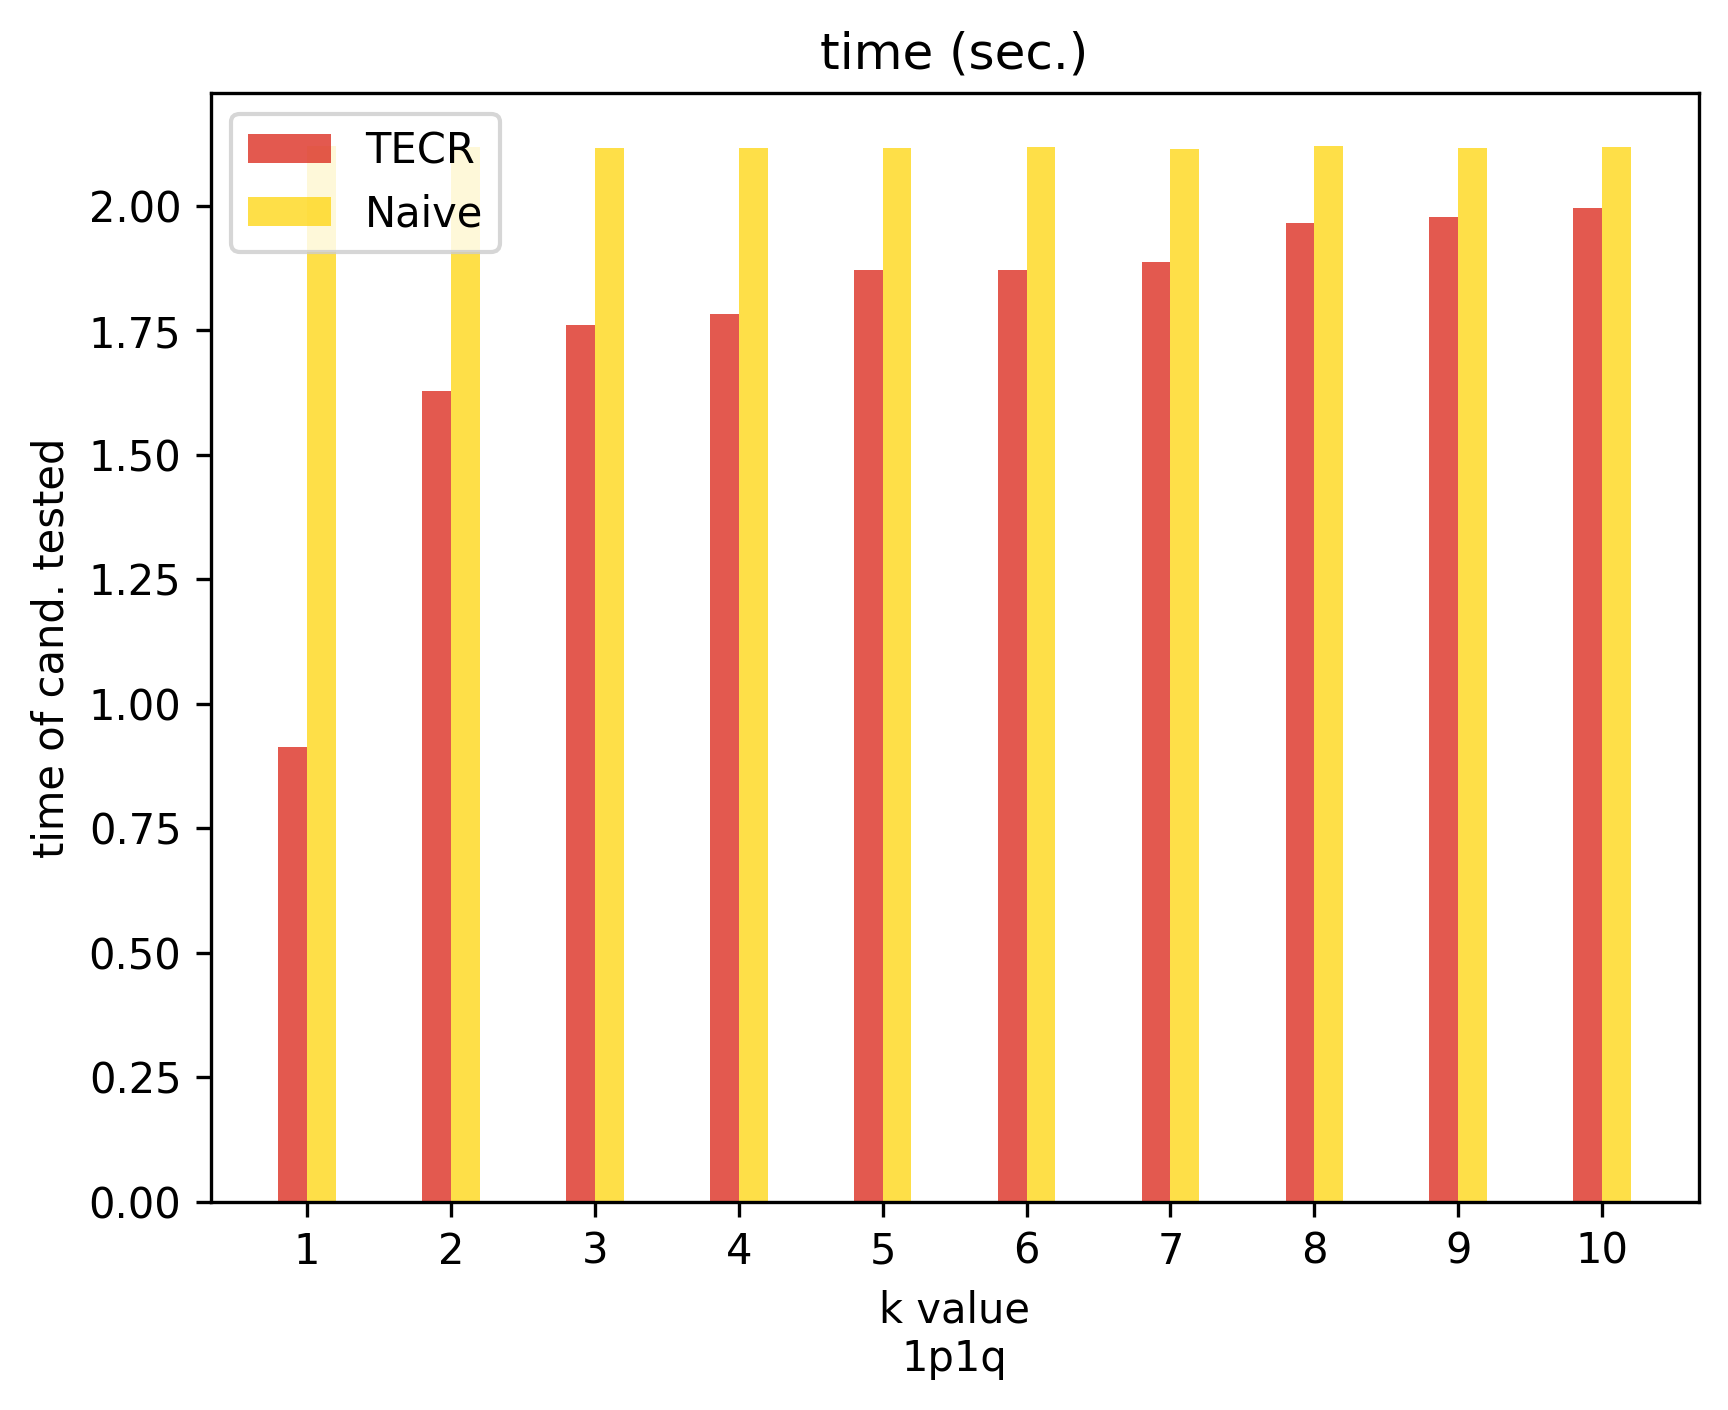 time (sec.)
TECR
Naive
2.00
1.75
1.50
1.25
1.00
0.75
0.50
0.25
0.00
time of cand. tested
1 2 3 4 5 6 7 8 9 10
k value
1p1q